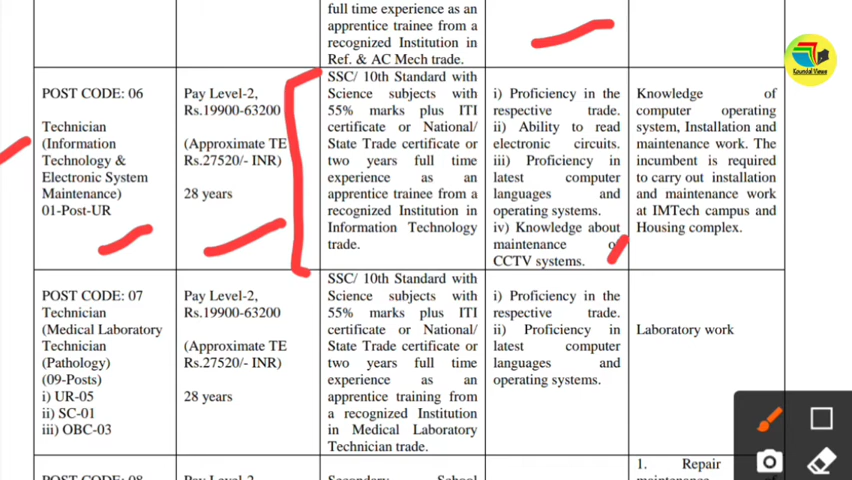 full time experience as an
apprentice trainee from a
recognized Institution in
Ref. & AC Mech trade.
POST CODE: 06
Technician
(Information
Technology &
Electronic System
Maintenance)
01-Post-UR
Pay Level-2,
Rs.19900-63200
(Approximate TE
Rs.27520/- INR)
28 years
SSC/ 10th Standard with
Science subjects with
55% marks plus ITI
certificate or National/
State Trade certificate or
two years full time
experience as an
apprentice trainee from a
recognized Institution in
Information Technology
trade.
i) Proficiency in the
respective trade.
ii) Ability to read
electronic circuits.
iii) Proficiency in
latest computer
languages and
operating systems.
iv) Knowledge about
maintenance
CCTV systems.
Knowledge of
computer operating
system, Installation and
maintenance work. The
incumbent is required
to carry out installation
and maintenance work
at IMTech campus and
Housing complex.
POST CODE: 07
Technician
(Medical Laboratory
Technician
(Pathology)
(09-Posts)
i) UR-05
ii) SC-01
iii) OBC-03
Pay Level-2,
Rs.19900-63200
(Approximate TE
Rs.27520/- INR)
28 years
SSC/ 10th Standard with
Science subjects with
55% marks plus ITI
certificate or National/
State Trade certificate or
two years full time
experience as an
apprentice training from
a recognized Institution
in Medical Laboratory
Technician trade.
i) Proficiency in the
respective trade.
ii) Proficiency in
latest computer
languages and
operating systems.
Laboratory work
POST CODE: 08
Pay Level-2
Secondary School
1. Repair
maintenance of